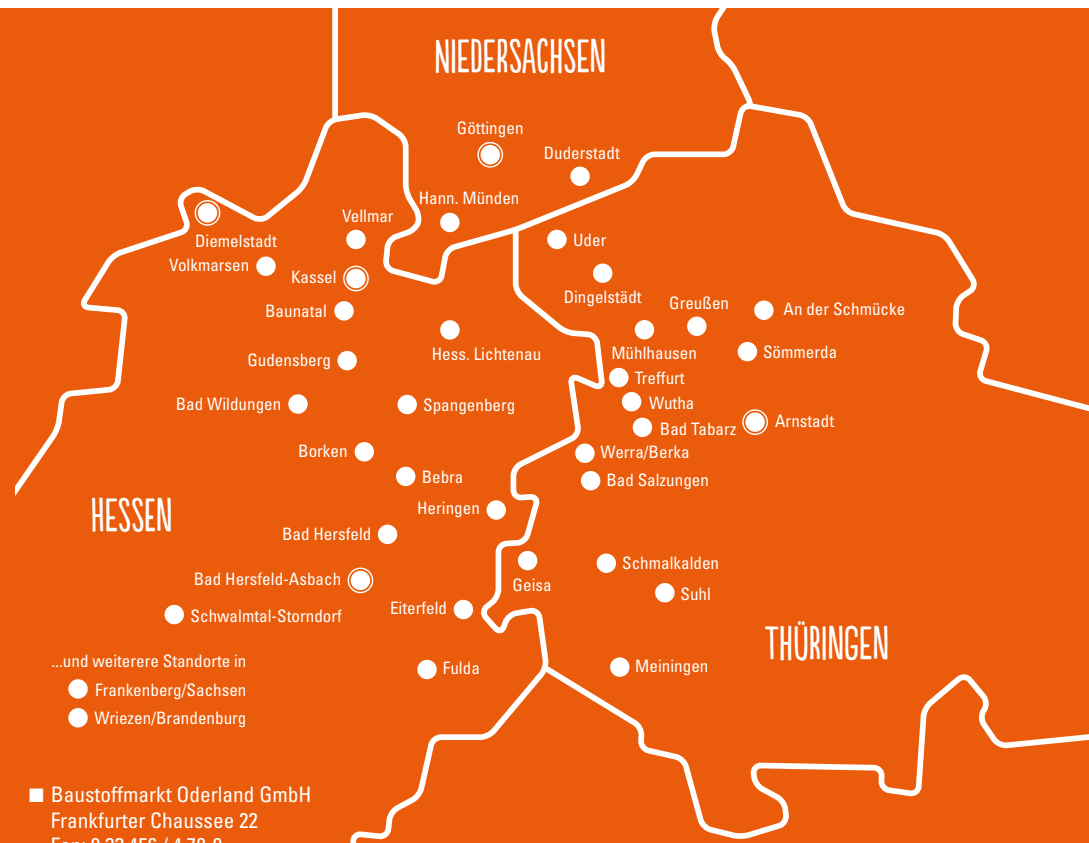 NIEDERSACHSEN
Göttingen
Duderstadt
Hann. Münden
Vellmar
Diemelstadt
Uder
Volkmarsen
Kassel
Dingelstädt
Greußen
An der Schmücke
Baunatal
Hess. Lichtenau
Mühlhausen
Sömmerda
Gudensberg
Treffurt
Bad Wildungen
Spangenberg
Wutha
Bad Tabarz
Arnstadt
Borken
Werra/Berka
Bebra
Bad Salzungen
HESSEN
Heringen
Bad Hersfeld
Schmalkalden
Bad Hersfeld-Asbach
Geisa
Suhl
Eiterfeld
Schwalmtal-Storndorf
THÜRINGEN
...und weiterere Standorte in
Fulda
Meiningen
Frankenberg/Sachsen
Wriezen/Brandenburg
Baustoffmarkt Oderland GmbH
Frankfurter Chaussee 22